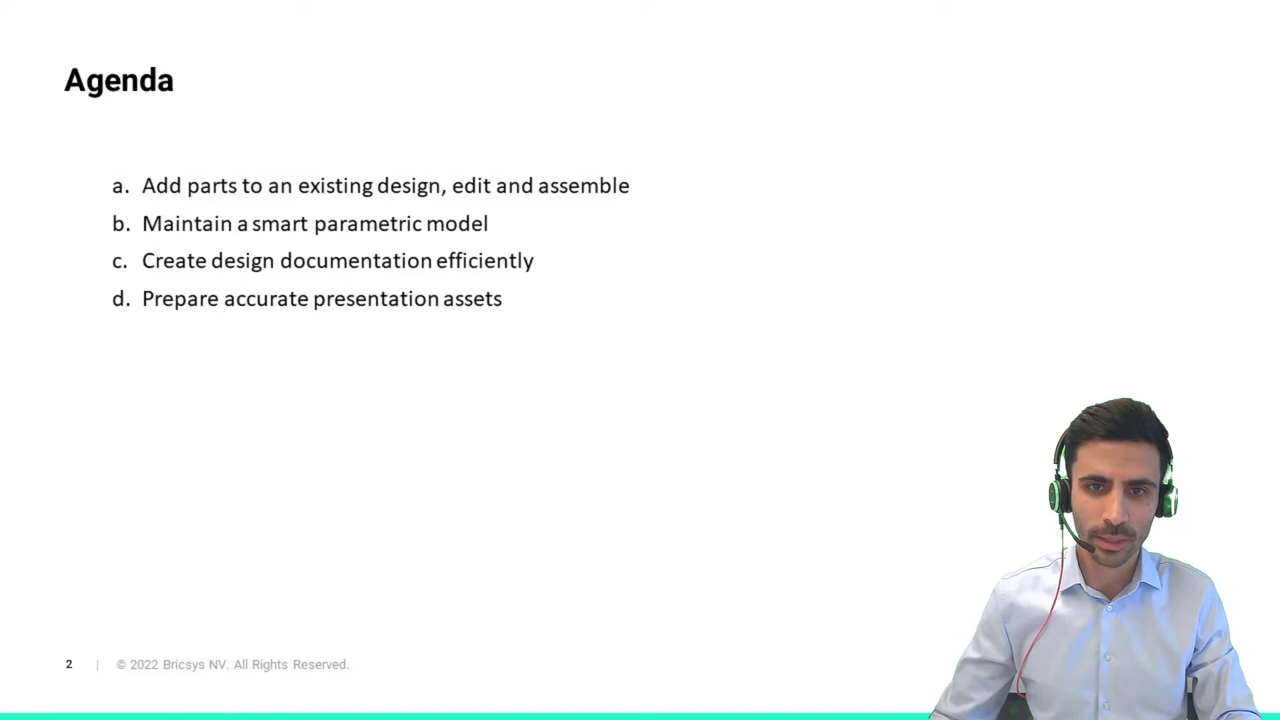 Agenda
a. Add parts to an existing design, edit and assemble
b. Maintain a smart parametric model
c. Create design documentation efficiently
d. Prepare accurate presentation assets
2 | © 2022 Bricsys NV. All Rights Reserved.